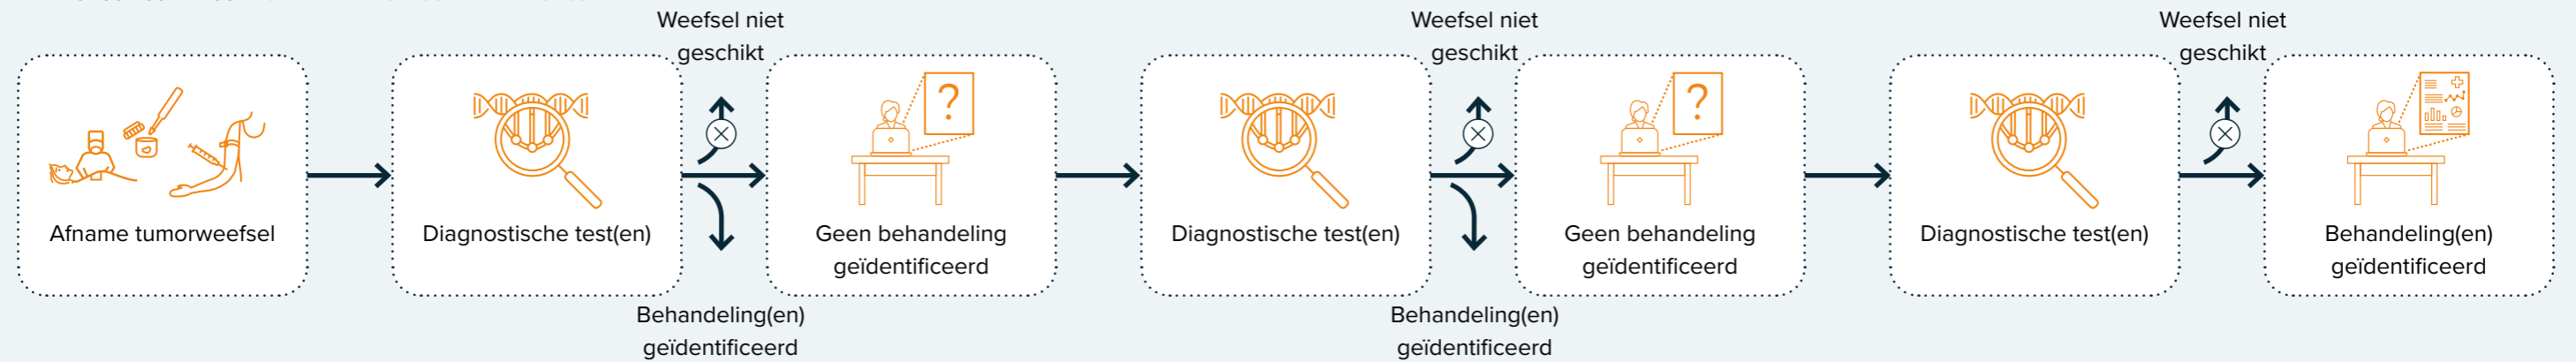 Weefsel niet
geschikt
Weefsel niet
geschikt
Weefsel niet
geschikt
Afname tumorweefsel
Diagnostische test(en)
?
Geen behandeling
geïdentificeerd
Diagnostische test(en)
?
Geen behandeling
geïdentificeerd
Diagnostische test(en)
Behandeling(en)
geïdentificeerd
Behandeling(en)
geïdentificeerd
Behandeling(en)
geïdentificeerd